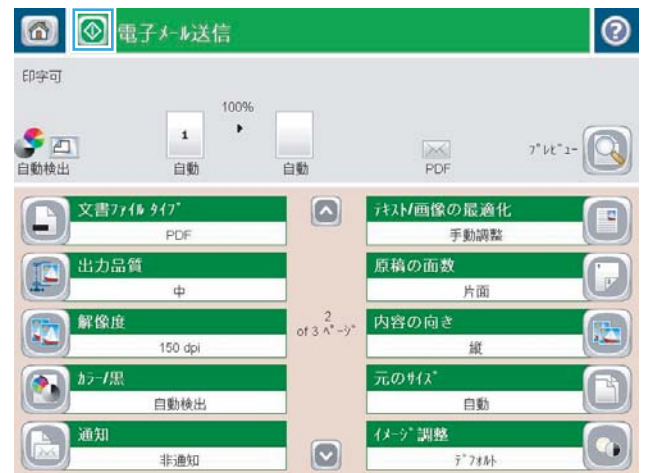 電子ﾒｰﾙ送信
印字可
100%
1
自動検出
自動
自動
PDF
ﾌﾟﾚﾋﾞｭｰ
文書ﾌｧｲﾙ ﾀｲﾌﾟ
PDF
ﾃｷｽﾄ/画像の最適化
手動調整
出力品質
中
原稿の面数
片面
解像度
150 dpi
2
of 3 ﾍﾟｰｼﾞ
内容の向き
縦
ｶﾗｰ/黒
自動検出
元のｻｲｽﾞ
自動
通知
非通知
ｲﾒｰｼﾞ調整
ﾃﾞﾌｫﾙﾄ